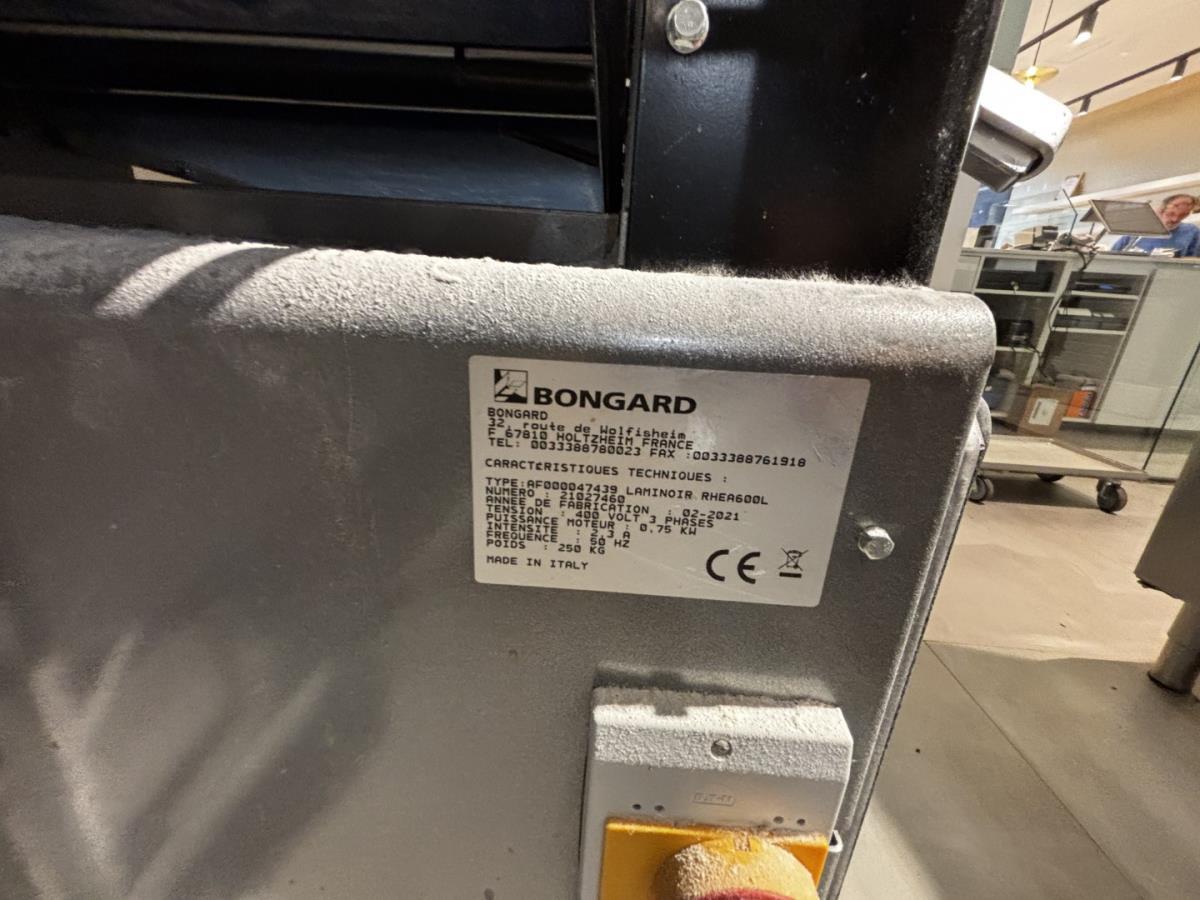 BONGARD
BONGARD
32, route de Wolfisheim
F 67810 HOLTZHEIM FRANCE
TEL: 0033388780023 FAX :0033388761918
CARACTERISTIQUES TECHNIQUES :
TYPE:AF000047439 LAMINOIR RHEA600L
NUMERO : 21027460
ANNEE DE FABRICATION : 02-2021
TENSION : 400 VOLT 3 PHASES
PUISSANCE MOTEUR : 0.75 KW
INTENSITE : 2,3 A
FREQUENCE : 50 HZ
POIDS : 250 KG
MADE IN ITALY
CE